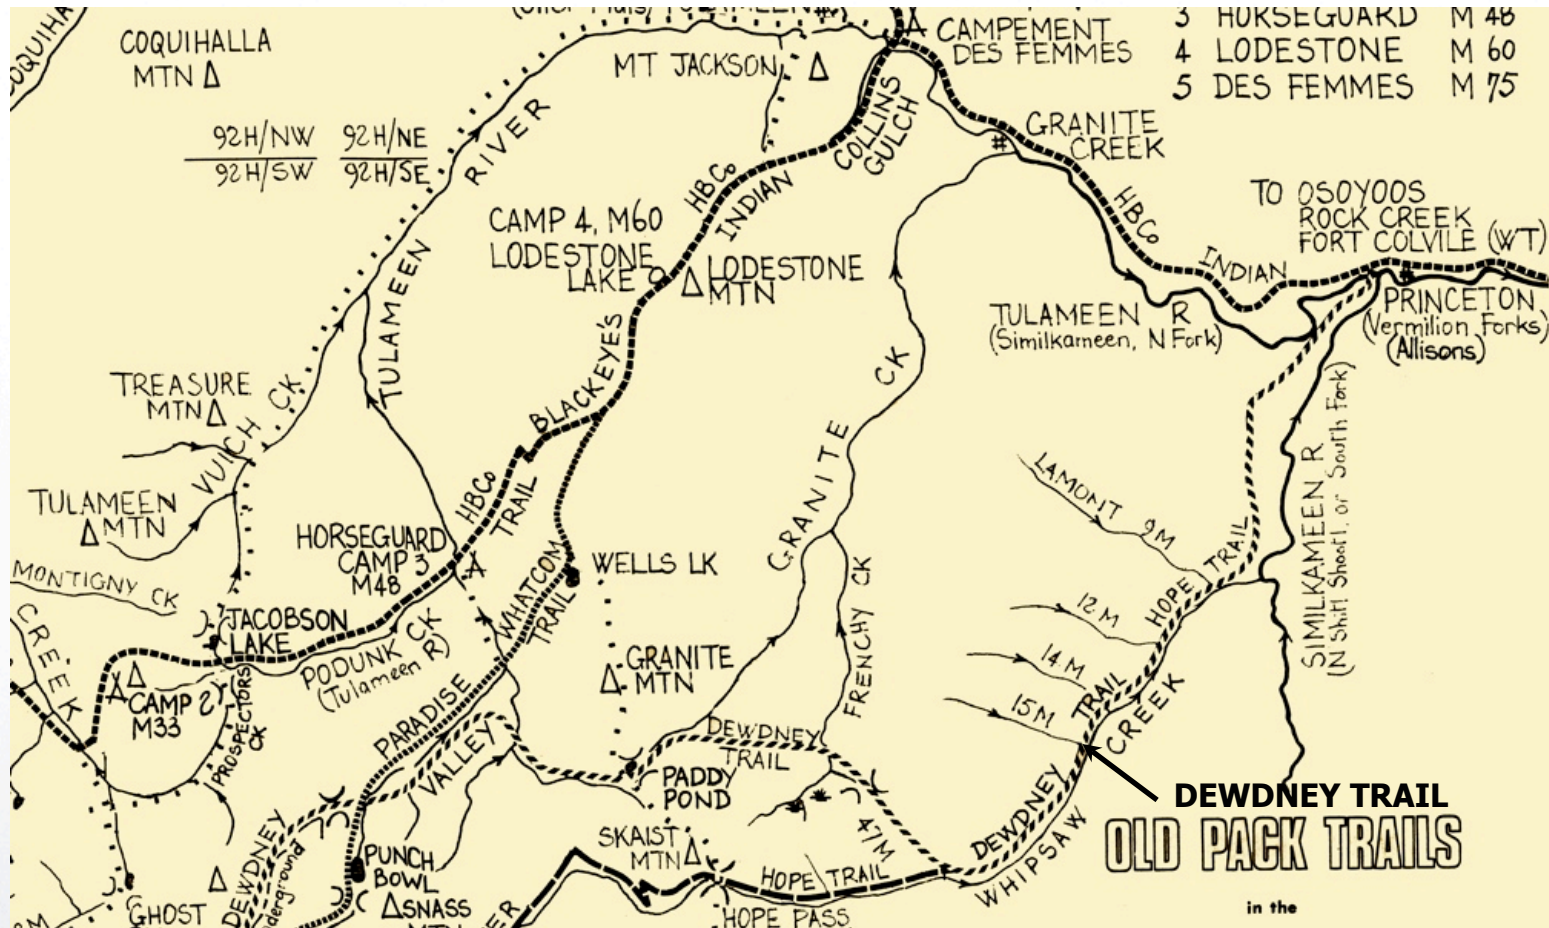 COQUIHALLA
MTN
MT JACKSON
CAMPEMENT
DES FEMMES
3 HORSEGUARD M 48
4 LODESTONE M 60
5 DES FEMMES M 75
92H/NW 92H/NE
92H/SW 92H/SE
RIVER
COLLINS
GULCH
GRANITE
CREEK
HBCo
INDIAN
HBCo
INDIAN
TO OSOYOOS
ROCK CREEK
FORT COLVILE (WT)
CAMP 4, M60
LODESTONE
LAKE
LODESTONE
MTN
TULAMEEN
TULAMEEN R
(Similkameen, N Fork)
PRINCETON
(Vermilion Forks)
(Allisons)
TREASURE
MTN
VUICH CK
BLACKEYE'S
GRANITE CK
SIMILKAMEEN R
TULAMEEN
MTN
HBCo
TRAIL
LAMONT 9M
HORSEGUARD
CAMP 3
M48
WELLS LK
WHATCOM
TRAIL
MONTIGNY CK
CREEK
JACOBSON
LAKE
PODUNK CK
(Tulameen R)
GRANITE
MTN
FRENCHY CK
HOPE TRAIL
12 M
14 M
15 M
TRAIL
CREEK
CAMP 2
M33
PROSPECTORS
CK
PARADISE
VALLEY
DEWDNEY
TRAIL
PADDY
POND
DEWDNEY
WHIPSAW
DEWDNEY TRAIL
OLD PACK TRAILS
in the
SKAIST
MTN
HOPE TRAIL
HOPE PASS
PUNCH
BOWL
SNASS
DEWDNEY
GHOST